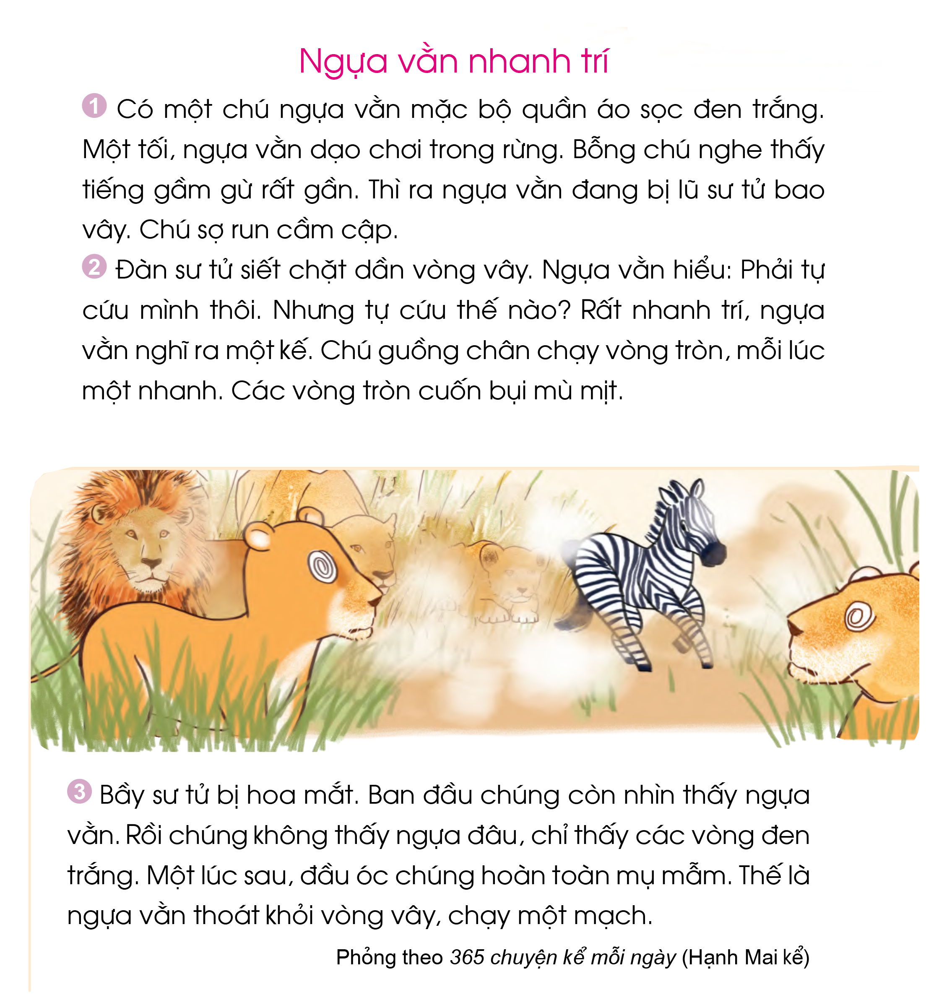 Ngựa vằn nhanh trí
1 Có một chú ngựa vằn mặc bộ quần áo sọc đen trắng.
Một tối, ngựa vằn dạo chơi trong rừng. Bỗng chú nghe thấy
tiếng gầm gừ rất gần. Thì ra ngựa vằn đang bị lũ sư tử bao
vây. Chú sợ run cầm cập.
2 Đàn sư tử siết chặt dần vòng vây. Ngựa vằn hiểu: Phải tự
cứu mình thôi. Nhưng tự cứu thế nào? Rất nhanh trí, ngựa
vằn nghĩ ra một kế. Chú guồng chân chạy vòng tròn, mỗi lúc
một nhanh. Các vòng tròn cuốn bụi mù mịt.
3 Bầy sư tử bị hoa mắt. Ban đầu chúng còn nhìn thấy ngựa
vằn. Rồi chúng không thấy ngựa đâu, chỉ thấy các vòng đen
trắng. Một lúc sau, đầu óc chúng hoàn toàn mụ mẫm. Thế là
ngựa vằn thoát khỏi vòng vây, chạy một mạch.
Phỏng theo 365 chuyện kể mỗi ngày (Hạnh Mai kể)